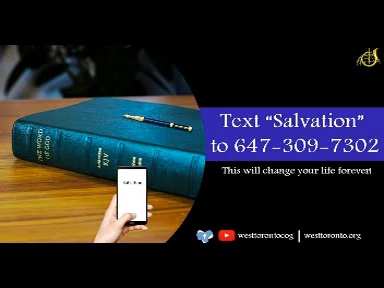 Text “Salvation”
to 647-309-7302
This will change your life forever!
westtorontocog | westtoronto.org
THE WORD
OF GOD
KJV
Salvation